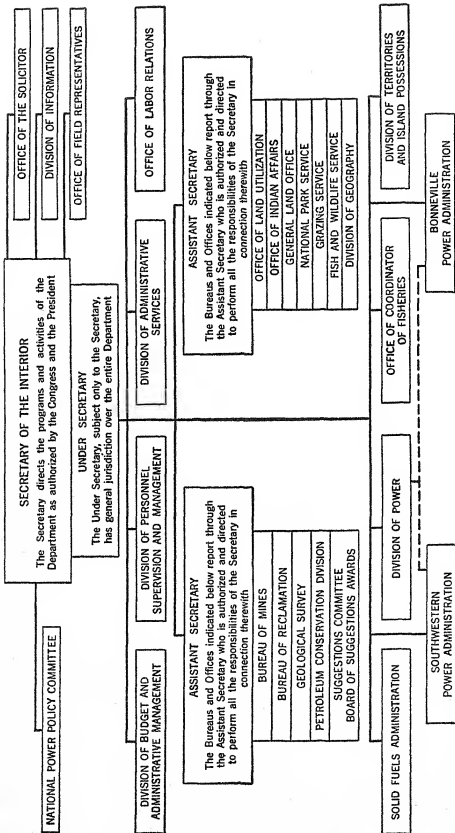 OFFICE OF THE SOLICITOR
DIVISION OF INFORMATION
OFFICE OF FIELD REPRESENTATIVES
SECRETARY OF THE INTERIOR
The Secretary directs the programs and activities of the
Department as authorized by the Congress and the President
UNDER SECRETARY
The Under Secretary, subject only to the Secretary,
has general jurisdiction over the entire Department
NATIONAL POWER POLICY COMMITTEE
DIVISION OF BUDGET AND
ADMINISTRATIVE MANAGEMENT
DIVISION OF PERSONNEL
SUPERVISION AND MANAGEMENT
DIVISION OF ADMINISTRATIVE
SERVICES
OFFICE OF LABOR RELATIONS
ASSISTANT SECRETARY
The Bureaus and Offices indicated below report through
the Assistant Secretary who is authorized and directed
to perform all the responsibilities of the Secretary in
connection therewith
BUREAU OF MINES
BUREAU OF RECLAMATION
GEOLOGICAL SURVEY
PETROLEUM CONSERVATION DIVISION
SUGGESTIONS COMMITTEE
BOARD OF SUGGESTIONS AWARDS
ASSISTANT SECRETARY
The Bureaus and Offices indicated below report through
the Assistant Secretary who is authorized and directed
to perform all the responsibilities of the Secretary in
connection therewith
OFFICE OF LAND UTILIZATION
OFFICE OF INDIAN AFFAIRS
GENERAL LAND OFFICE
NATIONAL PARK SERVICE
GRAZING SERVICE
FISH AND WILDLIFE SERVICE
DIVISION OF GEOGRAPHY
SOLID FUELS ADMINISTRATION
DIVISION OF POWER
OFFICE OF COORDINATOR
OF FISHERIES
DIVISION OF TERRITORIES
AND ISLAND POSSESSIONS
SOUTHWESTERN
POWER ADMINISTRATION
BONNEVILLE
POWER ADMINISTRATION